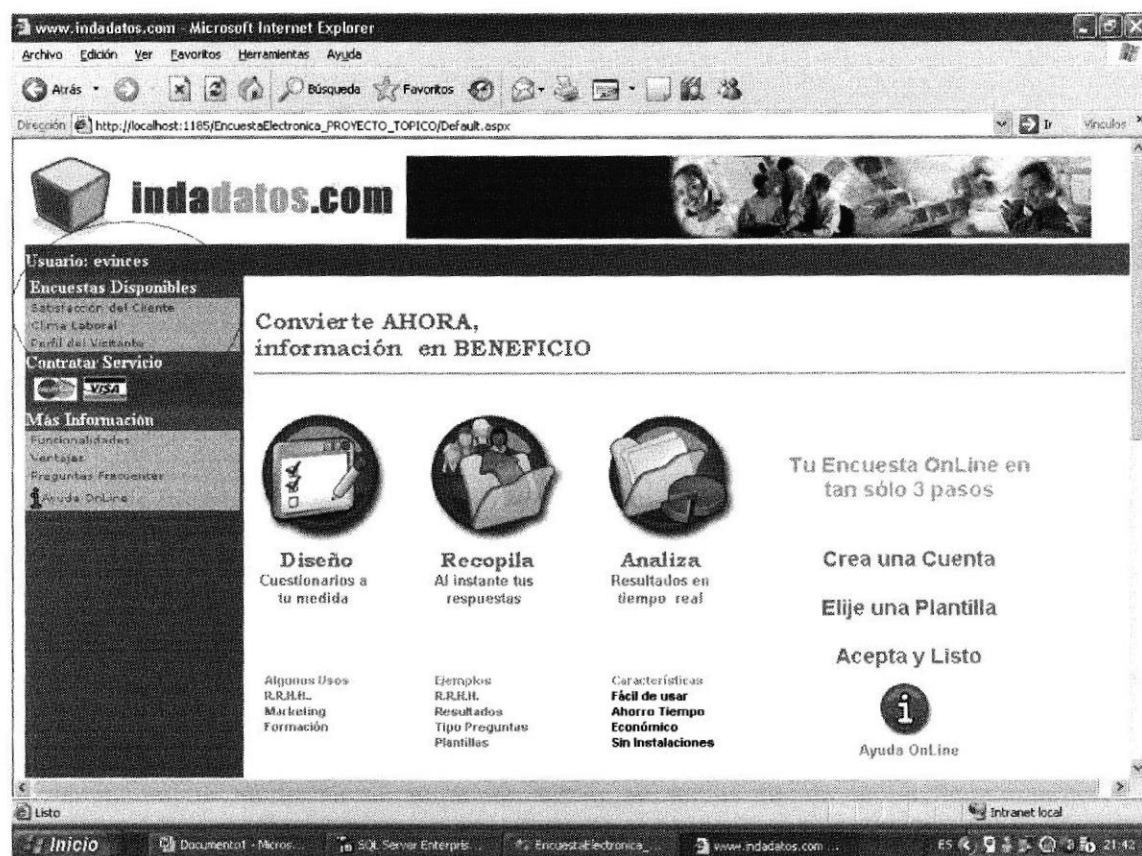 www.indadatos.com - Microsoft Internet Explorer
Archivo Edición Ver Favoritos Herramientas Ayuda
Atrás Búsqueda Favoritos
Dirección http://localhost:1185/EncuestaElectronica_PROYECTO_TOPICO/Default.aspx Ir Vínculos
indadatos.com
Usuario: evinces
Encuestas Disponibles
Satisfacción del Cliente
Clima Laboral
Perfil del Visitante
Contratar Servicio
VISA
Más Información
Funcionalidades
Ventajas
Preguntas Frecuentes
Ayuda OnLine
Convierte AHORA,
información en BENEFICIO
Diseño
Cuestionarios a
tu medida
Recopila
Al instante tus
respuestas
Analiza
Resultados en
tiempo real
Algunos Usos
R.R.H.H..
Marketing
Formación
Ejemplos
R.R.H.H.
Resultados
Tipo Preguntas
Plantillas
Características
Fácil de usar
Ahorro Tiempo
Económico
Sin Instalaciones
Tu Encuesta OnLine en
tan sólo 3 pasos
Crea una Cuenta
Elije una Plantilla
Acepta y Listo
i
Ayuda OnLine
Listo Intranet local
Inicio Documento1 - Micros... SQL Server Enterpris... EncuestaElectronica_... www.indadatos.com ... ES 21:42